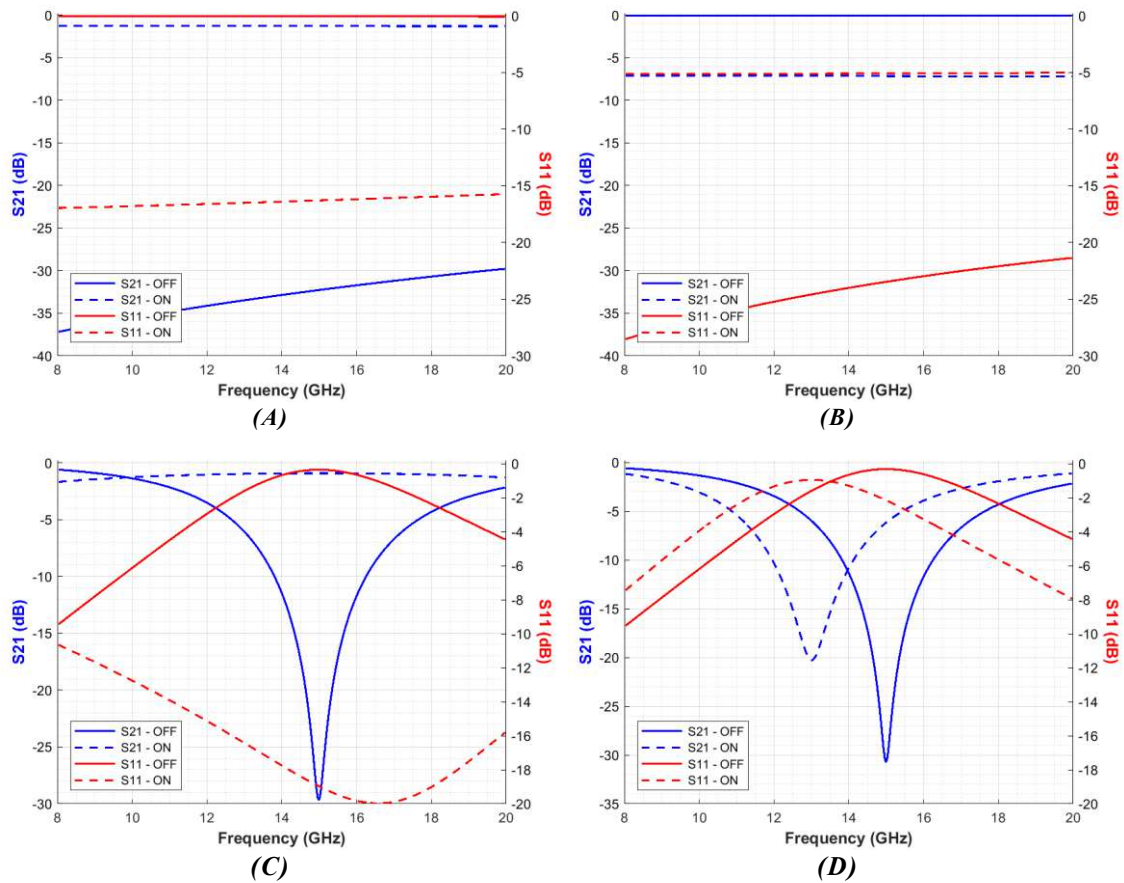 0
-5
-10
-15
-20
-25
-30
-35
-40
S21 (dB)
0
-5
-10
-15
-20
-25
-30
S11 (dB)
S21 - OFF
S21 - ON
S11 - OFF
S11 - ON
8 10 12 14 16 18 20
Frequency (GHz)
(A)
0
-5
-10
-15
-20
-25
-30
-35
-40
S21 (dB)
0
-5
-10
-15
-20
-25
-30
S11 (dB)
S21 - OFF
S21 - ON
S11 - OFF
S11 - ON
8 10 12 14 16 18 20
Frequency (GHz)
(B)
0
-5
-10
-15
-20
-25
-30
S21 (dB)
0
-2
-4
-6
-8
-10
-12
-14
-16
-18
-20
S11 (dB)
S21 - OFF
S21 - ON
S11 - OFF
S11 - ON
8 10 12 14 16 18 20
Frequency (GHz)
(C)
0
-5
-10
-15
-20
-25
-30
-35
S21 (dB)
0
-2
-4
-6
-8
-10
-12
-14
-16
-18
-20
S11 (dB)
S21 - OFF
S21 - ON
S11 - OFF
S11 - ON
8 10 12 14 16 18 20
Frequency (GHz)
(D)